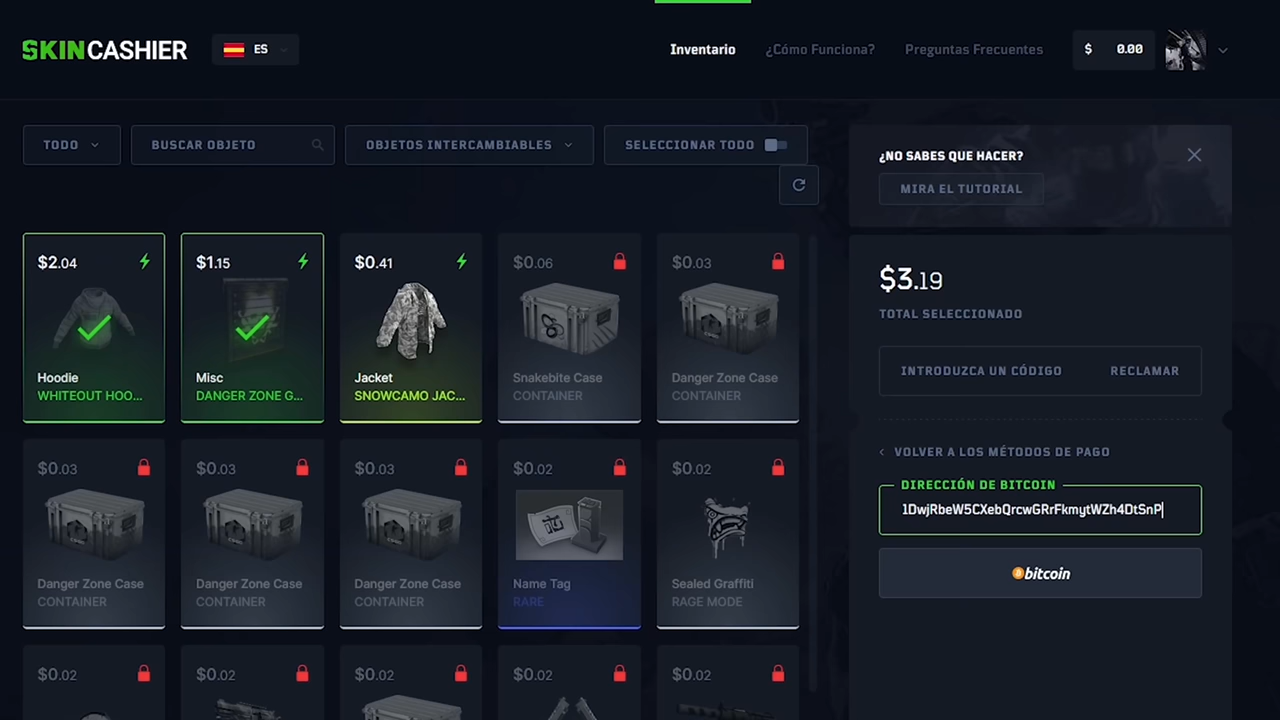 SKINCASHIER
ES
Inventario
¿Cómo Funciona?
Preguntas Frecuentes
$ 0.00
TODO
BUSCAR OBJETO
OBJETOS INTERCAMBIABLES
SELECCIONAR TODO
¿NO SABES QUE HACER?
MIRA EL TUTORIAL
$2.04
Hoodie
WHITEOUT HOO...
$1.15
Misc
DANGER ZONE G...
$0.41
Jacket
SNOWCAMO JAC...
$0.06
Snakebite Case
CONTAINER
$0.03
Danger Zone Case
CONTAINER
$0.03
Danger Zone Case
CONTAINER
$0.03
Danger Zone Case
CONTAINER
$0.03
Danger Zone Case
CONTAINER
$0.02
Name Tag
RARE
$0.02
Sealed Graffiti
RAGE MODE
$0.02
$0.02
$0.02
$0.02
$0.02
$3.19
TOTAL SELECCIONADO
INTRODUZCA UN CÓDIGO
RECLAMAR
VOLVER A LOS MÉTODOS DE PAGO
DIRECCIÓN DE BITCOIN
1DwjRbeW5CXebQrcwGRrFkmytWZh4DtSnP
bitcoin